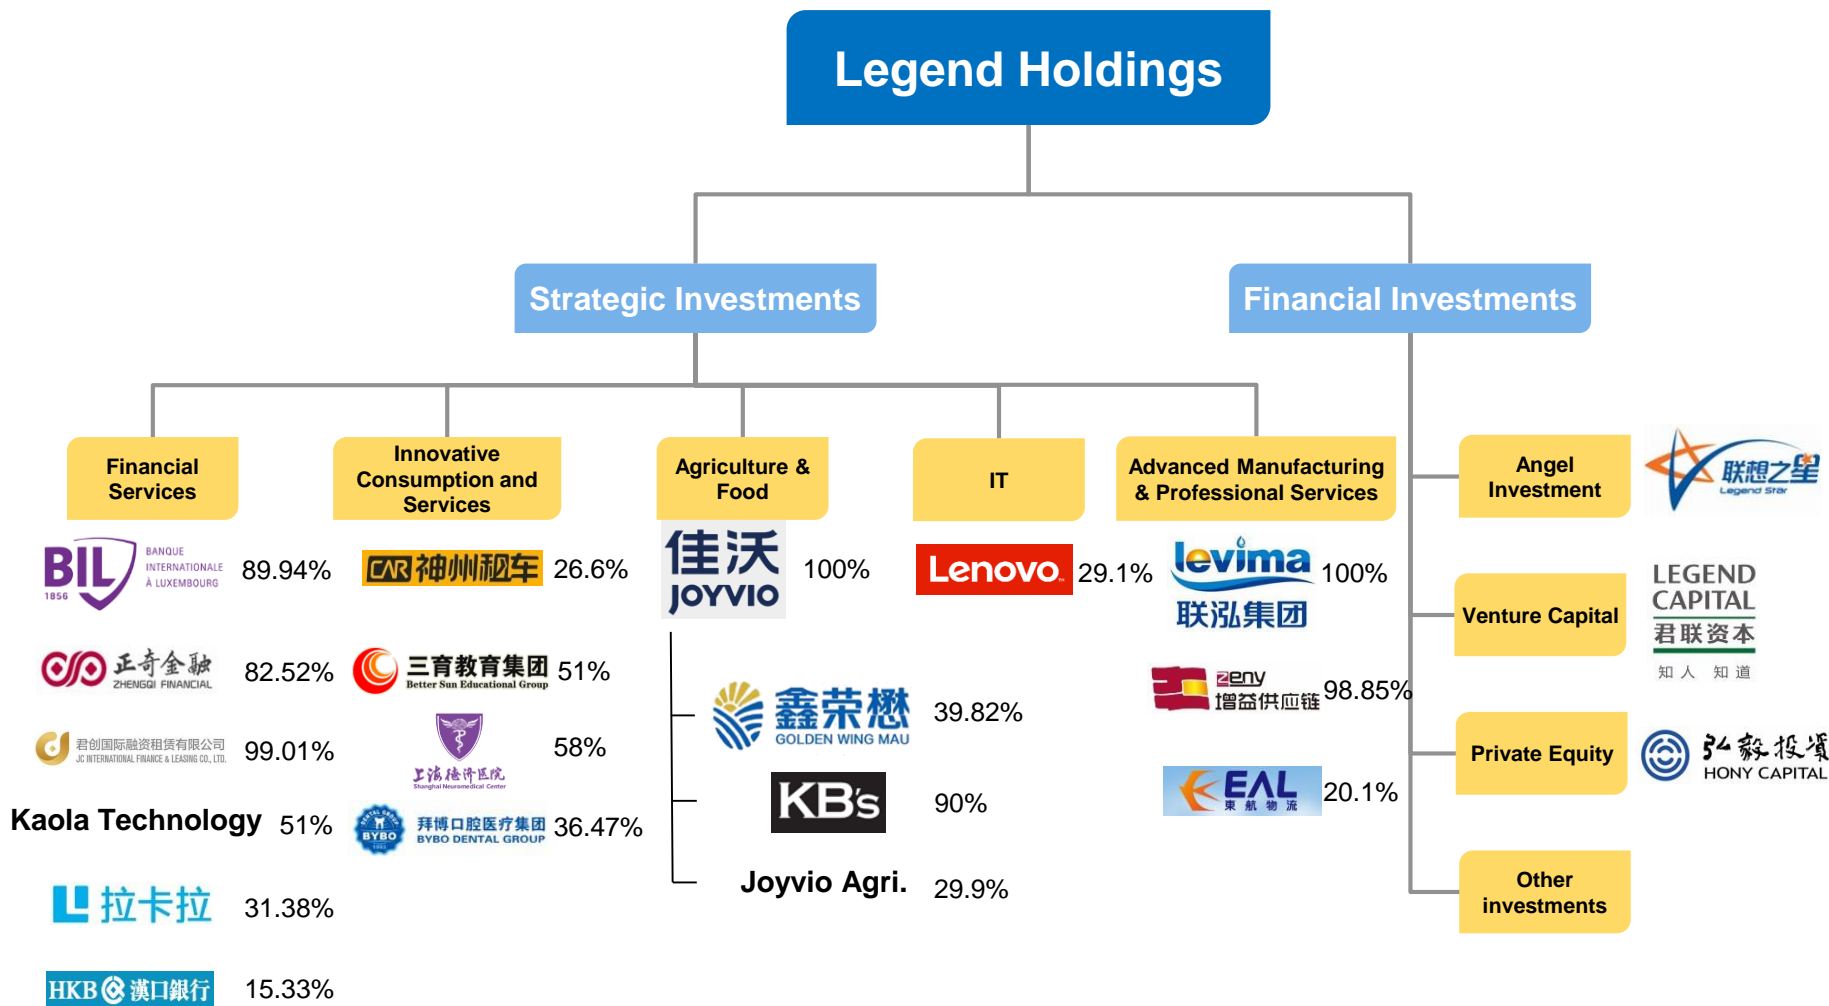 Legend Holdings
Strategic Investments
Financial Investments
Financial
Services
BIL
1856
BANQUE
INTERNATIONALE
À LUXEMBOURG
89.94%
正奇金融
ZHENGQI FINANCIAL
82.52%
君创国际融资租赁有限公司
JC INTERNATIONAL FINANCE & LEASING CO., LTD.
99.01%
Kaola Technology
51%
拉卡拉
31.38%
HKB 漢口銀行
15.33%
Innovative
Consumption and
Services
CAR 神州租车
26.6%
三育教育集团
Better Sun Educational Group
51%
上海德济医院
Shanghai Neuromedical Center
58%
DENTAL GROUP
BYBO
1993
拜博口腔医疗集团
BYBO DENTAL GROUP
36.47%
Agriculture &
Food
佳沃
JOYVIO
100%
鑫荣懋
GOLDEN WING MAU
39.82%
KB's
90%
Joyvio Agri.
29.9%
IT
Lenovo
29.1%
Advanced Manufacturing
& Professional Services
levima
联泓集团
100%
zeny
增益供应链
98.85%
EAL
東航物流
20.1%
Angel
Investment
联想之星
Legend Star
Venture Capital
LEGEND
CAPITAL
君联资本
知人 知道
Private Equity
弘毅投資
HONY CAPITAL
Other
investments